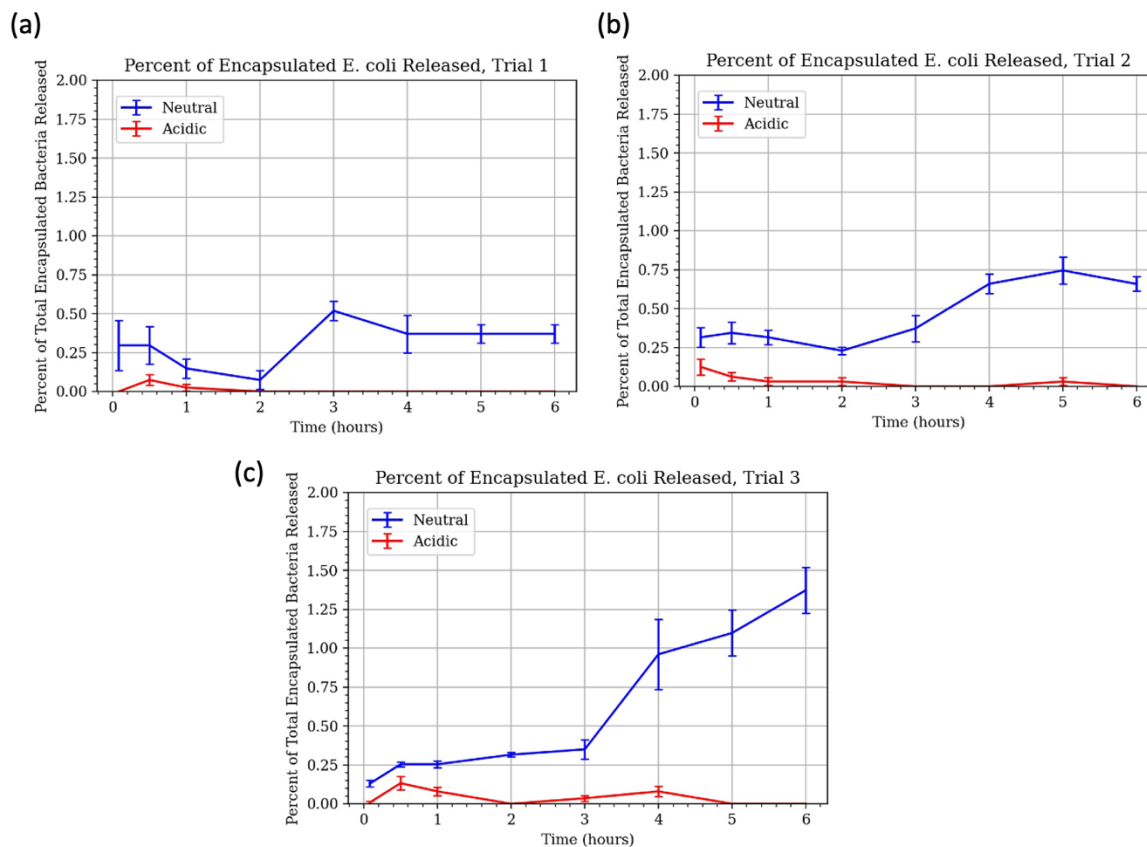 (a)
Percent of Encapsulated E. coli Released, Trial 1
Percent of Total Encapsulated Bacteria Released
2.00
1.75
1.50
1.25
1.00
0.75
0.50
0.25
0.00
Neutral
Acidic
0 1 2 3 4 5 6
Time (hours)
(b)
Percent of Encapsulated E. coli Released, Trial 2
Percent of Total Encapsulated Bacteria Released
2.00
1.75
1.50
1.25
1.00
0.75
0.50
0.25
0.00
Neutral
Acidic
0 1 2 3 4 5 6
Time (hours)
(c)
Percent of Encapsulated E. coli Released, Trial 3
Percent of Total Encapsulated Bacteria Released
2.00
1.75
1.50
1.25
1.00
0.75
0.50
0.25
0.00
Neutral
Acidic
0 1 2 3 4 5 6
Time (hours)